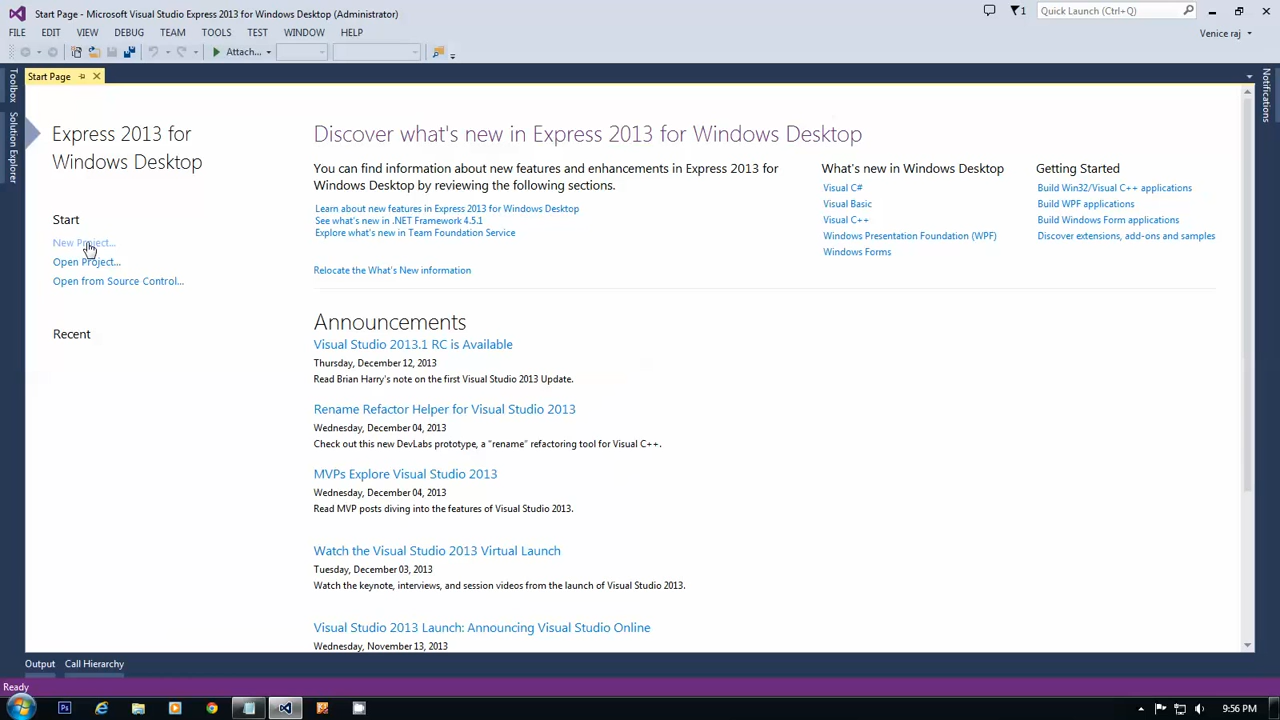 Start Page - Microsoft Visual Studio Express 2013 for Windows Desktop (Administrator)
1
Quick Launch (Ctrl+Q)
FILE EDIT VIEW DEBUG TEAM TOOLS TEST WINDOW HELP
Venice raj
Attach...
Start Page
Toolbox
Solution Explorer
Notifications
Express 2013 for
Windows Desktop
Start
New Project...
Open Project...
Open from Source Control...
Recent
Discover what's new in Express 2013 for Windows Desktop
You can find information about new features and enhancements in Express 2013 for
Windows Desktop by reviewing the following sections.
Learn about new features in Express 2013 for Windows Desktop
See what's new in .NET Framework 4.5.1
Explore what's new in Team Foundation Service
Relocate the What's New information
What's new in Windows Desktop
Visual C#
Visual Basic
Visual C++
Windows Presentation Foundation (WPF)
Windows Forms
Getting Started
Build Win32/Visual C++ applications
Build WPF applications
Build Windows Form applications
Discover extensions, add-ons and samples
Announcements
Visual Studio 2013.1 RC is Available
Thursday, December 12, 2013
Read Brian Harry's note on the first Visual Studio 2013 Update.
Rename Refactor Helper for Visual Studio 2013
Wednesday, December 04, 2013
Check out this new DevLabs prototype, a "rename" refactoring tool for Visual C++.
MVPs Explore Visual Studio 2013
Wednesday, December 04, 2013
Read MVP posts diving into the features of Visual Studio 2013.
Watch the Visual Studio 2013 Virtual Launch
Tuesday, December 03, 2013
Watch the keynote, interviews, and session videos from the launch of Visual Studio 2013.
Visual Studio 2013 Launch: Announcing Visual Studio Online
Wednesday, November 13, 2013
Output Call Hierarchy
Ready
Ps
9:56 PM